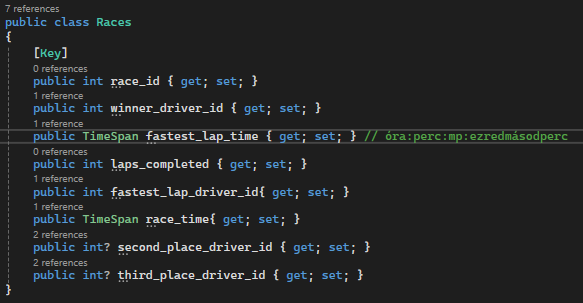 7 references
public class Races
{
[Key]
0 references
public int race_id { get; set; }
1 reference
public int winner_driver_id { get; set; }
1 reference
public TimeSpan fastest_lap_time { get; set; } // óra:perc:mp:ezredmásodperc
0 references
public int laps_completed { get; set; }
1 reference
public int fastest_lap_driver_id{ get; set; }
1 reference
public TimeSpan race_time{ get; set; }
2 references
public int? second_place_driver_id { get; set; }
2 references
public int? third_place_driver_id { get; set; }
}